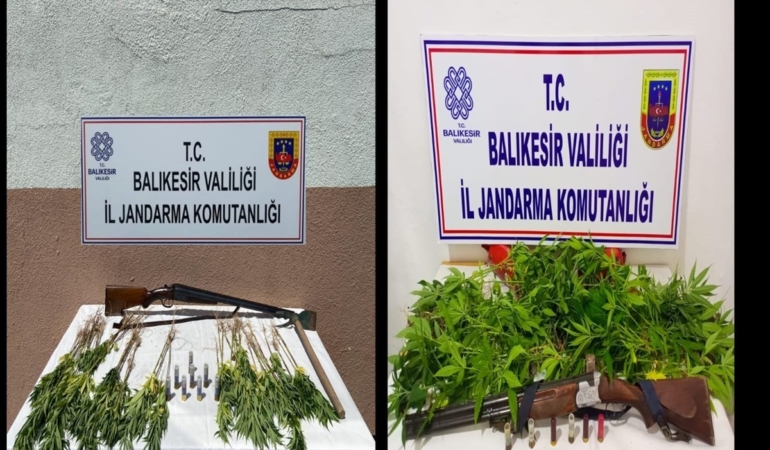 T.C.
BALIKESİR
VALİLİĞİ
T.C.
BALIKESİR VALİLİĞİ
İL JANDARMA KOMUTANLIĞI
T.C.
BALIKESİR
VALİLİĞİ
T.C.
BALIKESİR VALİLİĞİ
İL JANDARMA KOMUTANLIĞI
JANDARMA